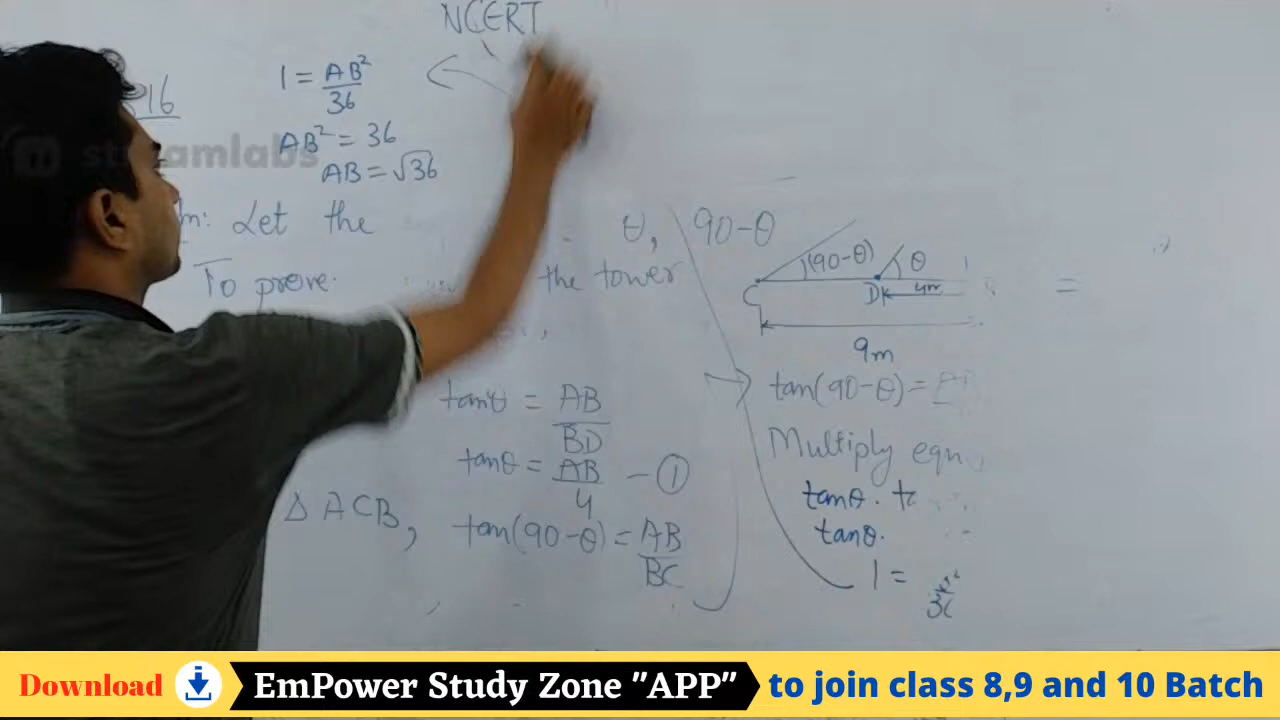 NCERT
16
1 = AB²/36
AB² = 36
AB = √36
streamlabs
Let the θ, 90-θ
To prove: the tower
tanθ = AB/BD
tanθ = AB/4 - ①
Δ ACB, tan(90-θ) = AB/BC
(90-θ) θ
C D 4m
9m
=
tan(90-θ) =
Multiply eqn
tanθ.
tanθ.
1 =
Download EmPower Study Zone "APP" to join class 8,9 and 10 Batch